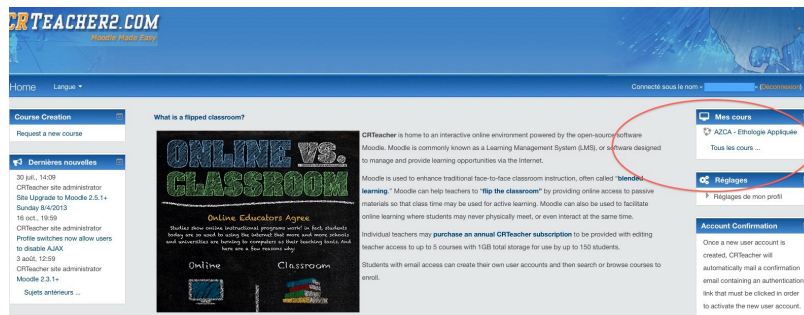 CRTEACHER2.COM
Moodle Made Easy
Home Langue
Connecté sous le nom « » (Déconnexion)
Course Creation
Request a new course
Dernières nouvelles
30 juil., 14:09
CRTeacher site administrator
Site Upgrade to Moodle 2.5.1+
Sunday 8/4/2013
16 oct., 19:59
CRTeacher site administrator
Profile switches now allow users
to disable AJAX
3 août, 12:59
CRTeacher site administrator
Moodle 2.3.1+
Sujets antérieurs ...
What is a flipped classroom?
ONLINE VS.
CLASSROOM
Online Educators Agree
Studies show online instructional programs work! in fact, students
today are so used to using the internet that more and more schools
and universities are turning to computers as their teaching tools. And
here are a few reasons why:
Online Classroom
CRTeacher is home to an interactive online environment powered by the open-source software
Moodle. Moodle is commonly known as a Learning Management System (LMS), or software designed
to manage and provide learning opportunities via the Internet.
Moodle is used to enhance traditional face-to-face classroom instruction, often called "blended
learning." Moodle can help teachers to "flip the classroom" by providing online access to passive
materials so that class time may be used for active learning. Moodle can also be used to facilitate
online learning where students may never physically meet, or even interact at the same time.
Individual teachers may purchase an annual CRTeacher subscription to be provided with editing
teacher access to up to 5 courses with 1GB total storage for use by up to 150 students.
Students with email access can create their own user accounts and then search or browse courses to
enroll.
Mes cours
AZCA - Ethologie Appliquée
Tous les cours ...
Réglages
Réglages de mon profil
Account Confirmation
Once a new user account is
created, CRTeacher will
automatically mail a confirmation
email containing an authentication
link that must be clicked in order
to activate the new user account.